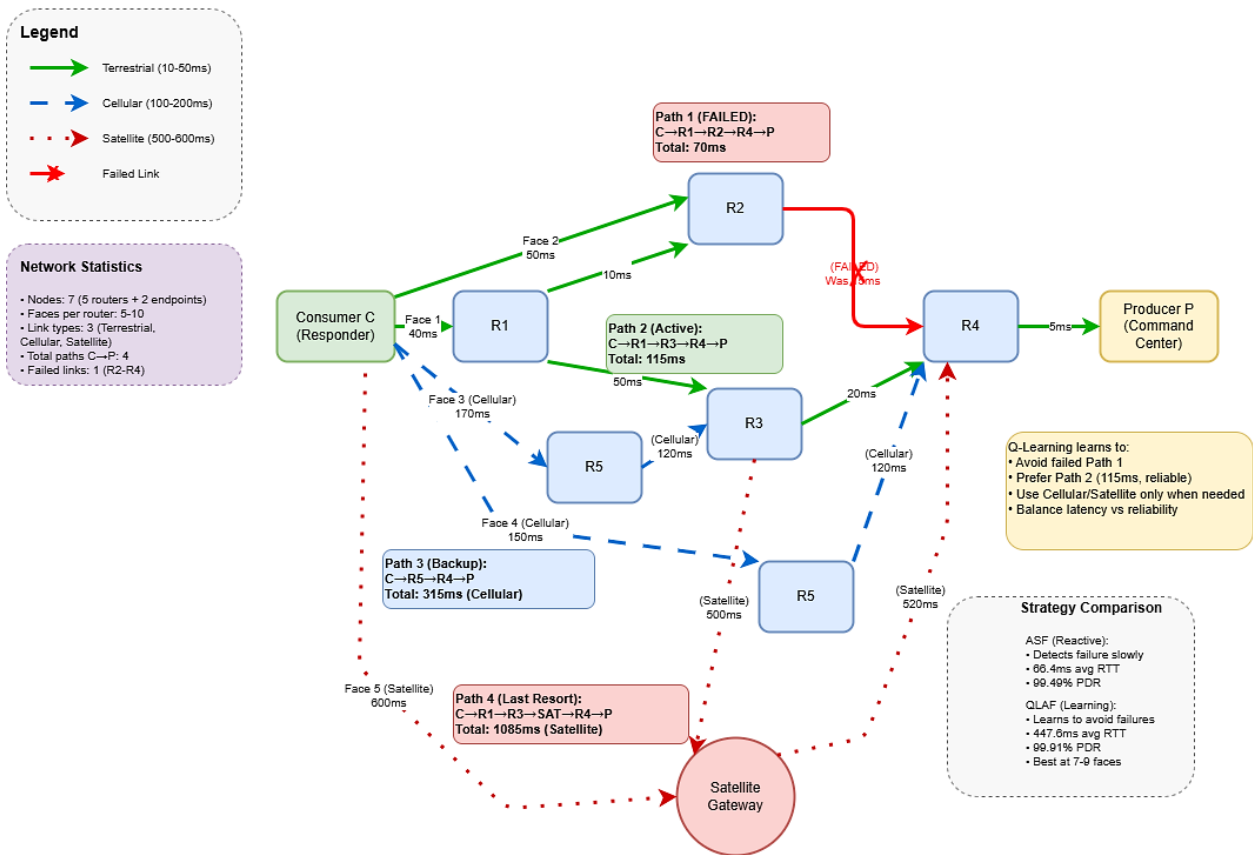 Legend
Terrestrial (10-50ms)
Cellular (100-200ms)
Satellite (500-600ms)
Failed Link
Network Statistics
• Nodes: 7 (5 routers + 2 endpoints)
• Faces per router: 5-10
• Link types: 3 (Terrestrial,
Cellular, Satellite)
• Total paths C→P: 4
• Failed links: 1 (R2-R4)
Path 1 (FAILED):
C→R1→R2→R4→P
Total: 70ms
R2
Face 2
50ms
10ms
(FAILED)
Was
Consumer C
(Responder)
Face 1
40ms
R1
Path 2 (Active):
C→R1→R3→R4→P
Total: 115ms
R4
5ms
Producer P
(Command
Center)
50ms
20ms
Face 3 (Cellular)
170ms
R3
(Cellular)
120ms
R5
(Cellular)
120ms
Q-Learning learns to:
• Avoid failed Path 1
• Prefer Path 2 (115ms, reliable)
• Use Cellular/Satellite only when needed
• Balance latency vs reliability
Face 4 (Cellular)
150ms
Path 3 (Backup):
C→R5→R4→P
Total: 315ms (Cellular)
R5
(Satellite)
500ms
(Satellite)
520ms
Strategy Comparison
ASF (Reactive):
• Detects failure slowly
• 66.4ms avg RTT
• 99.49% PDR
QLAF (Learning):
• Learns to avoid failures
• 447.6ms avg RTT
• 99.91% PDR
• Best at 7-9 faces
Face 5 (Satellite)
600ms
Path 4 (Last Resort):
C→R1→R3→SAT→R4→P
Total: 1085ms (Satellite)
Satellite
Gateway